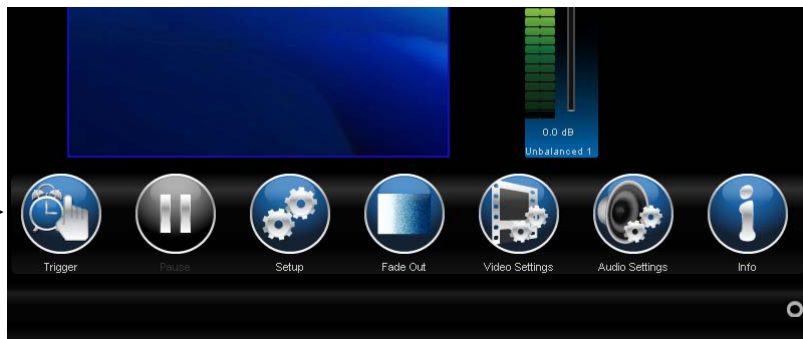 0.0 dB
Unbalanced 1
Trigger
Pause
Setup
Fade Out
Video Settings
Audio Settings
Info